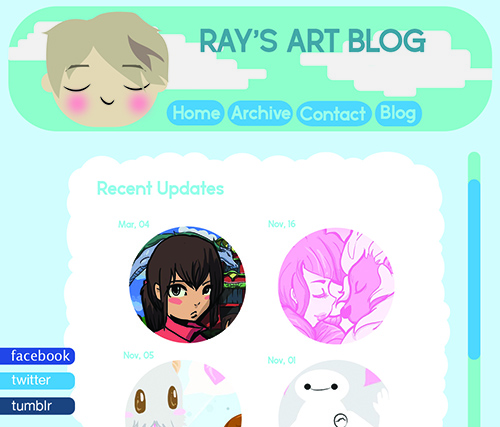 RAY'S ART BLOG
Home Archive Contact Blog
Recent Updates
Mar, 04 Nov, 16
Nov, 05 Nov, 01
facebook
twitter
tumblr